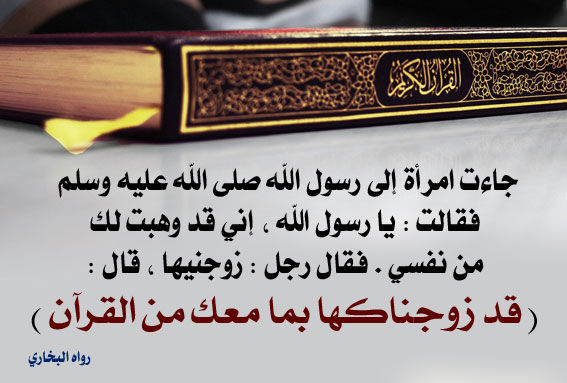 القرآن الكريم
جاءت امرأة إلى رسول الله صلى الله عليه وسلم
فقالت : يا رسول الله ، إني قد وهبت لك
من نفسي . فقال رجل : زوجنيها ، قال :
( قد زوجناكها بما معك من القرآن )
رواه البخاري